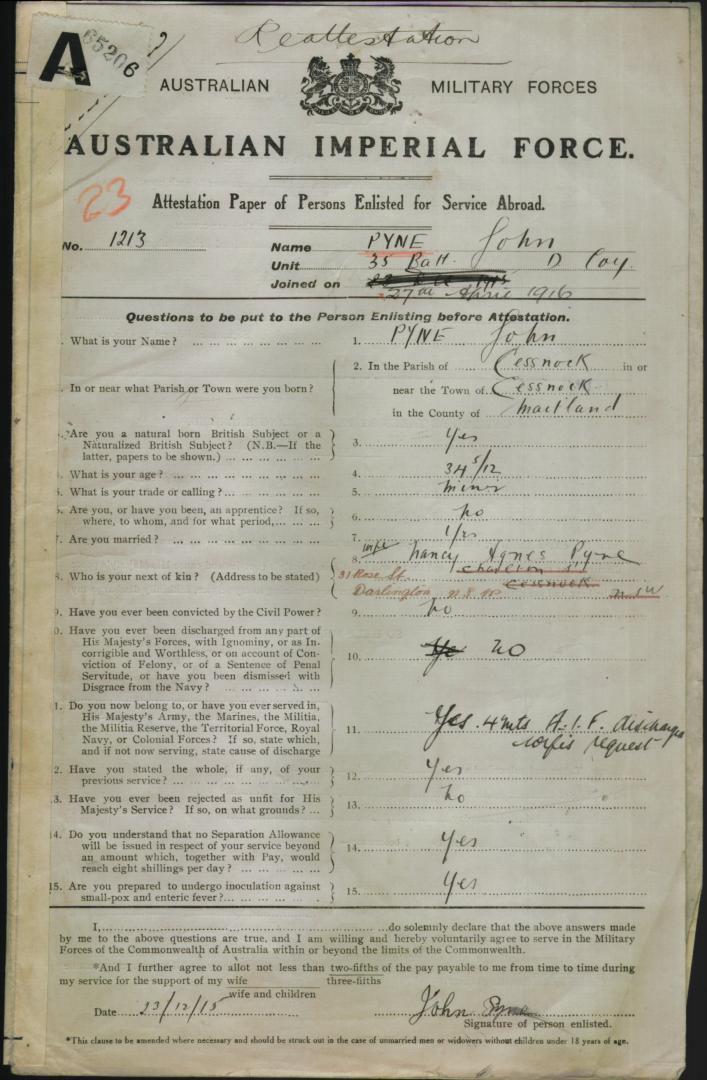 Reattestation
A
65206
AUSTRALIAN MILITARY FORCES
AUSTRALIAN IMPERIAL FORCE.
23
Attestation Paper of Persons Enlisted for Service Abroad.
No. 1213
Name PYNE John
Unit 35 Batt. D Coy.
Joined on
27th April 1916
Questions to be put to the Person Enlisting before Attestation.
. What is your Name? ... 1. PYNE John
. In or near what Parish or Town were you born?
2. In the Parish of Cessnock in or
near the Town of Cessnock
in the County of Maitland
. Are you a natural born British Subject or a
Naturalized British Subject? (N.B.—If the
latter, papers to be shown.) ... 3. Yes
. What is your age? ... 4. 34 5/12
. What is your trade or calling? ... 5. miner
. Are you, or have you been, an apprentice? If so,
where, to whom, and for what period, ... 6. no
7. Are you married? ... 7. Yes
8. Who is your next of kin? (Address to be stated)
8. wife Nancy Agnes Pyne
31 Rose St. Charlton St
Darlington N.S.W. Cessnock N.S.W
9. Have you ever been convicted by the Civil Power? 9. no
0. Have you ever been discharged from any part of
His Majesty's Forces, with Ignominy, or as In-
corrigible and Worthless, or on account of Con-
viction of Felony, or of a Sentence of Penal
Servitude, or have you been dismissed with
Disgrace from the Navy? ... 10. Yes NO
1. Do you now belong to, or have you ever served in,
His Majesty's Army, the Marines, the Militia,
the Militia Reserve, the Territorial Force, Royal
Navy, or Colonial Forces? If so, state which,
and if not now serving, state cause of discharge
11. Yes. 4 mts A.I.F. discharged
wifes request
2. Have you stated the whole, if any, of your
previous service? ... 12. Yes
3. Have you ever been rejected as unfit for His
Majesty's Service? If so, on what grounds? ... 13. no
14. Do you understand that no Separation Allowance
will be issued in respect of your service beyond
an amount which, together with Pay, would
reach eight shillings per day? ... 14. Yes
15. Are you prepared to undergo inoculation against
small-pox and enteric fever? ... 15. Yes
I, ... do solemnly declare that the above answers made
by me to the above questions are true, and I am willing and hereby voluntarily agree to serve in the Military
Forces of the Commonwealth of Australia within or beyond the limits of the Commonwealth.
*And I further agree to allot not less than two-fifths of the pay payable to me from time to time during
my service for the support of my wife three-fifths
wife and children
Date 23/12/15 John Pyne
Signature of person enlisted.
*This clause to be amended where necessary and should be struck out in the case of unmarried men or widowers without children under 18 years of age.